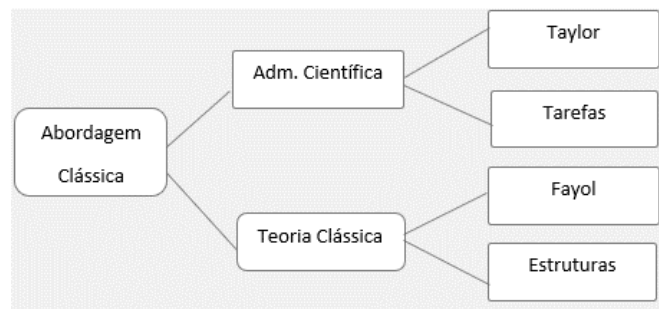 Abordagem
Clássica
Adm. Científica
Teoria Clássica
Taylor
Tarefas
Fayol
Estruturas